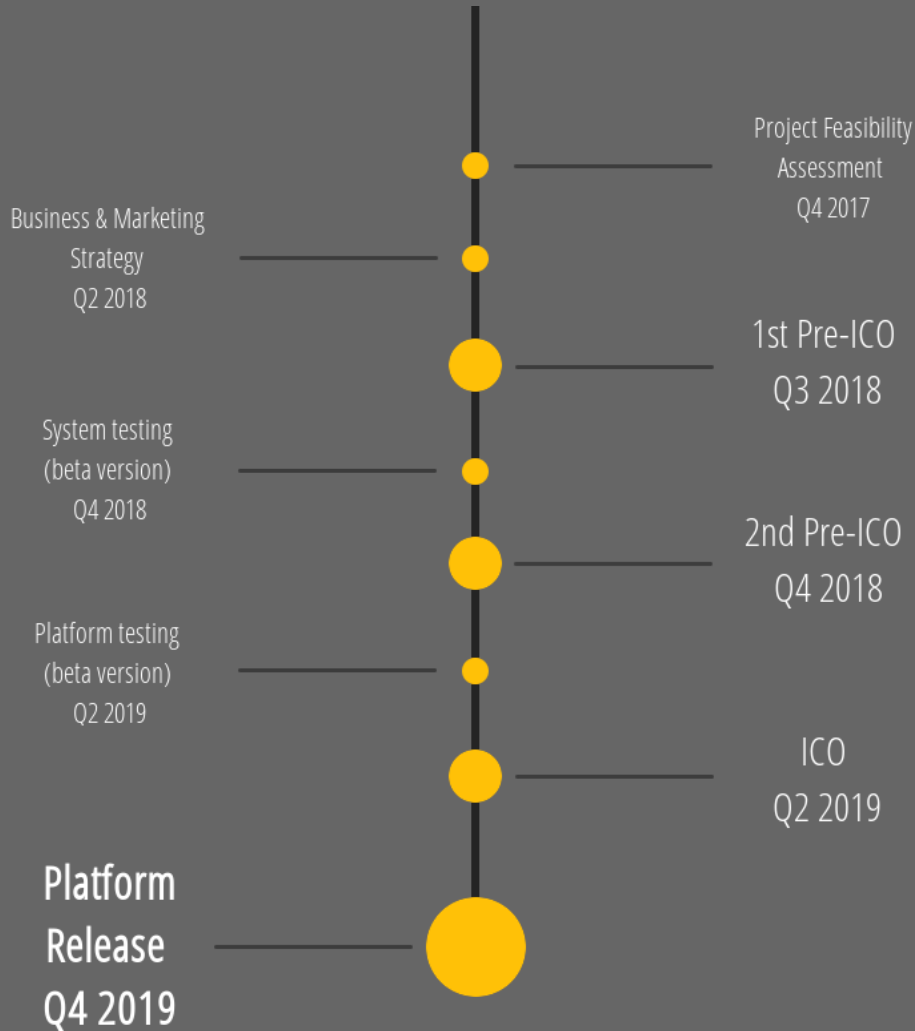 Project Feasibility
Assessment
Q4 2017
Business & Marketing
Strategy
Q2 2018
1st Pre-ICO
Q3 2018
System testing
(beta version)
Q4 2018
2nd Pre-ICO
Q4 2018
Platform testing
(beta version)
Q2 2019
ICO
Q2 2019
Platform
Release
Q4 2019